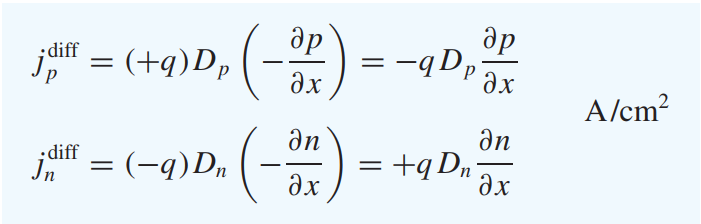 j_p^diff = (+q)D_p (−∂p/∂x) = −qD_p ∂p/∂x
A/cm²
j_n^diff = (−q)D_n (−∂n/∂x) = +qD_n ∂n/∂x